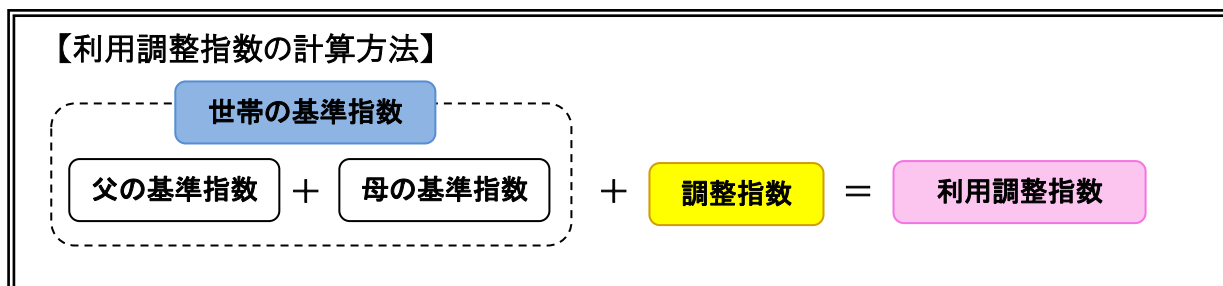 【利用調整指数の計算方法】
世帯の基準指数
父の基準指数 + 母の基準指数 + 調整指数 = 利用調整指数